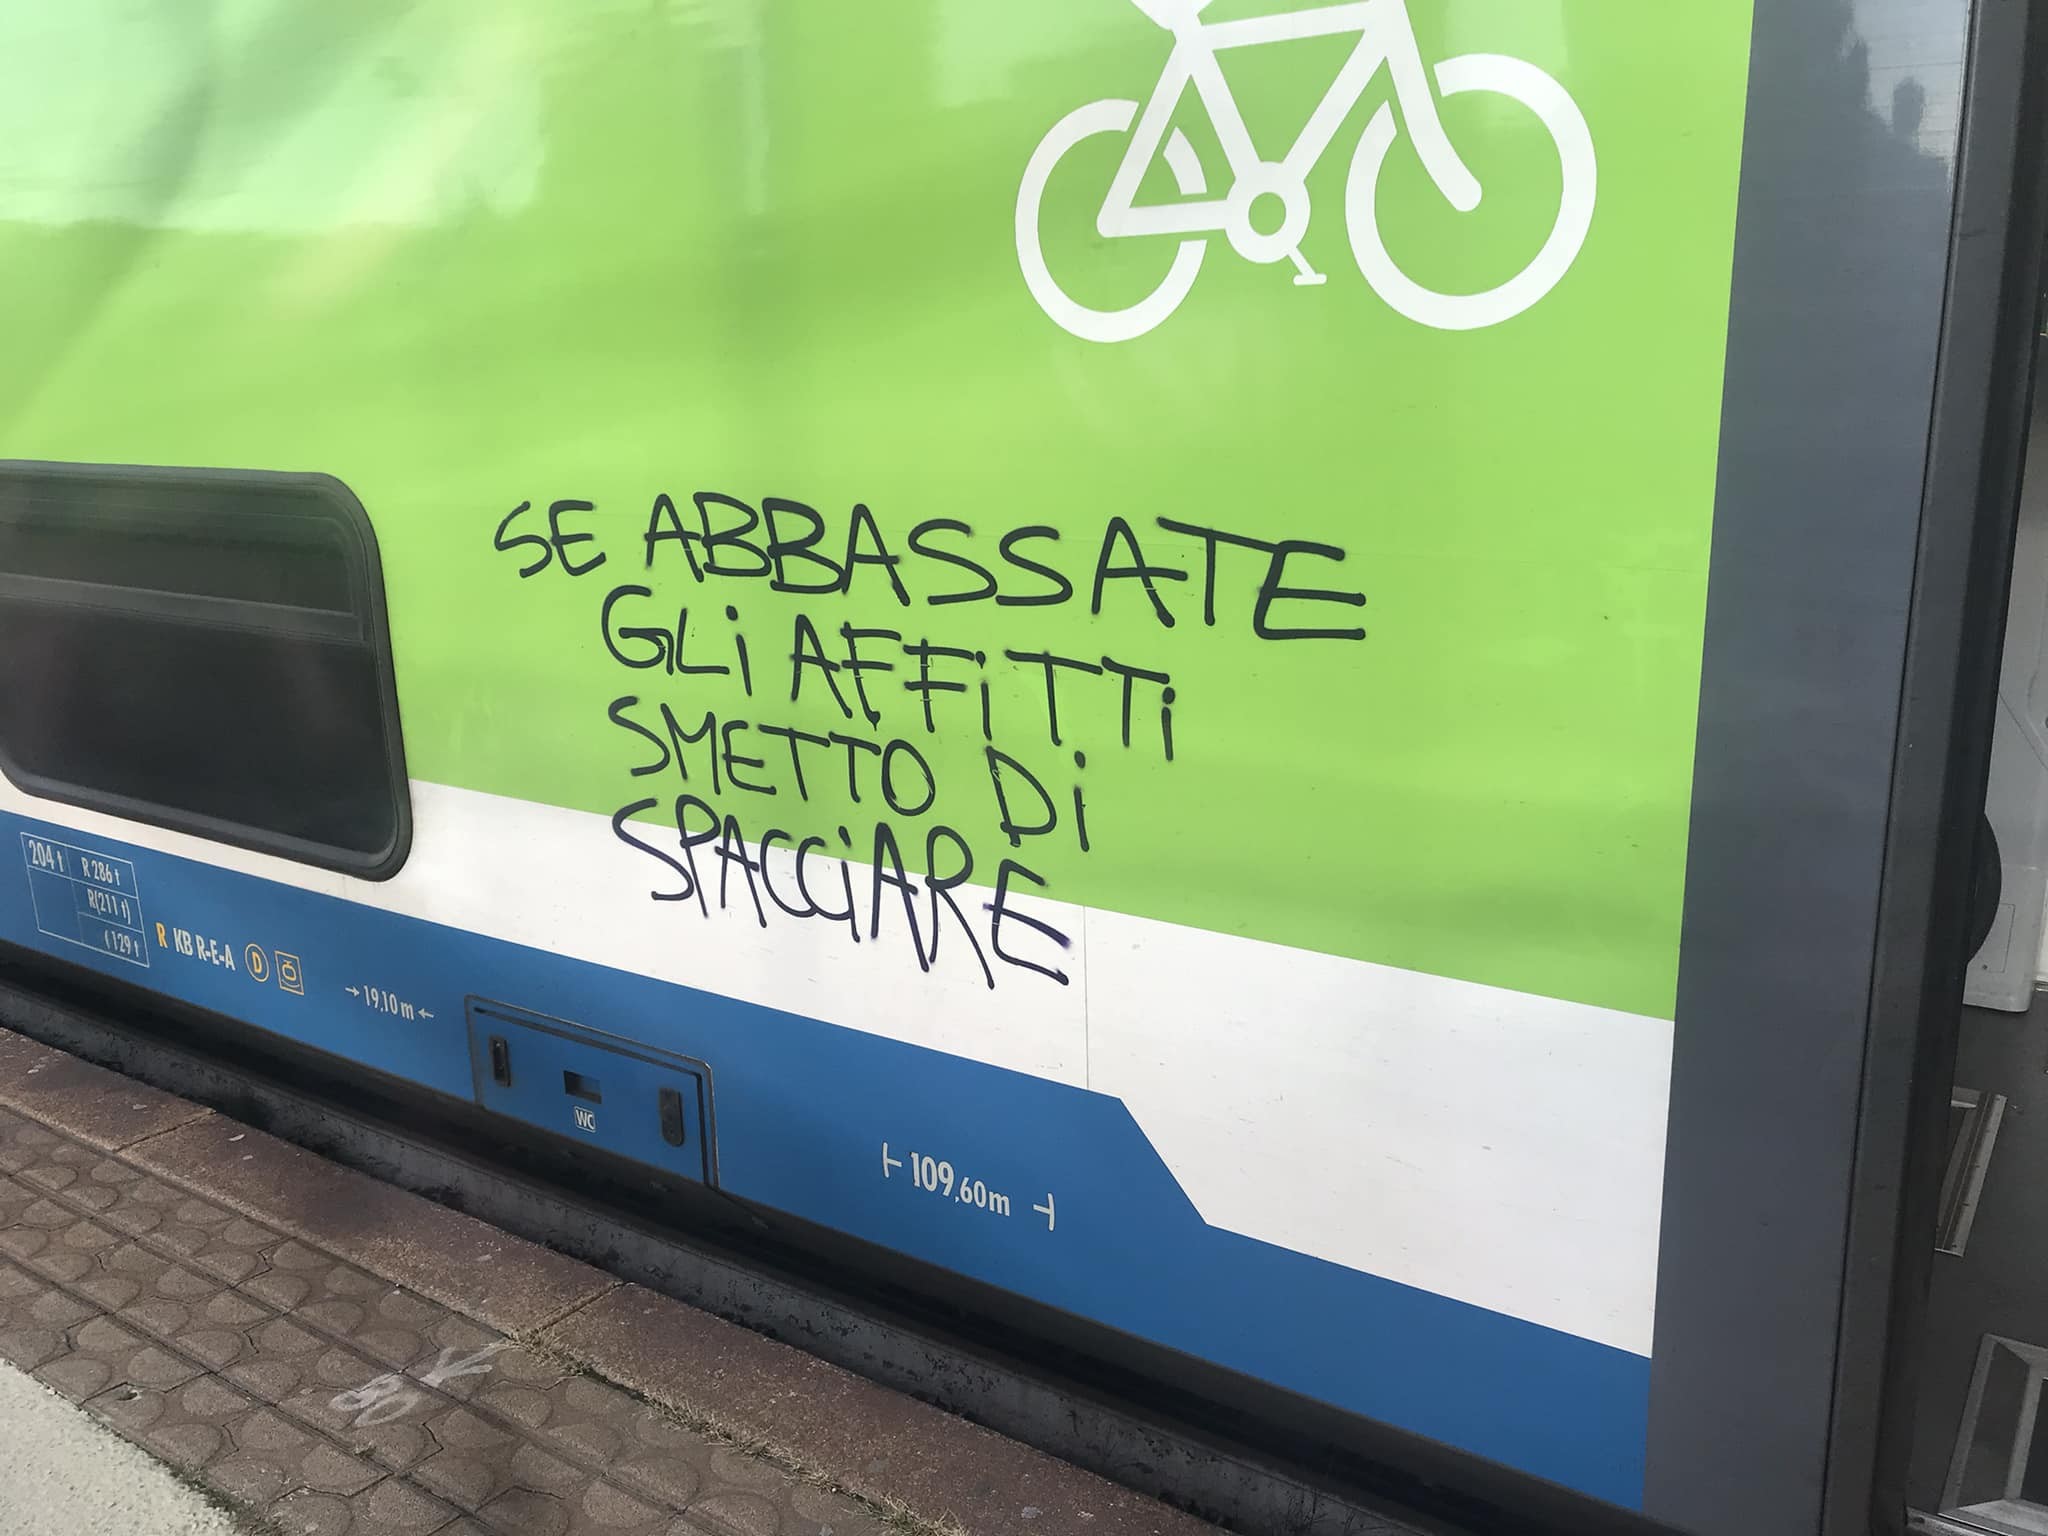 SE ABBASSATE
GLi AFFiTTi
SMETTO Di
SPACCiARE
204 t R 286 t
R(211 t)
129 t
R KB R-E-A D
→ 19,10 m ←
WC
⊢ 109,60m ⊣